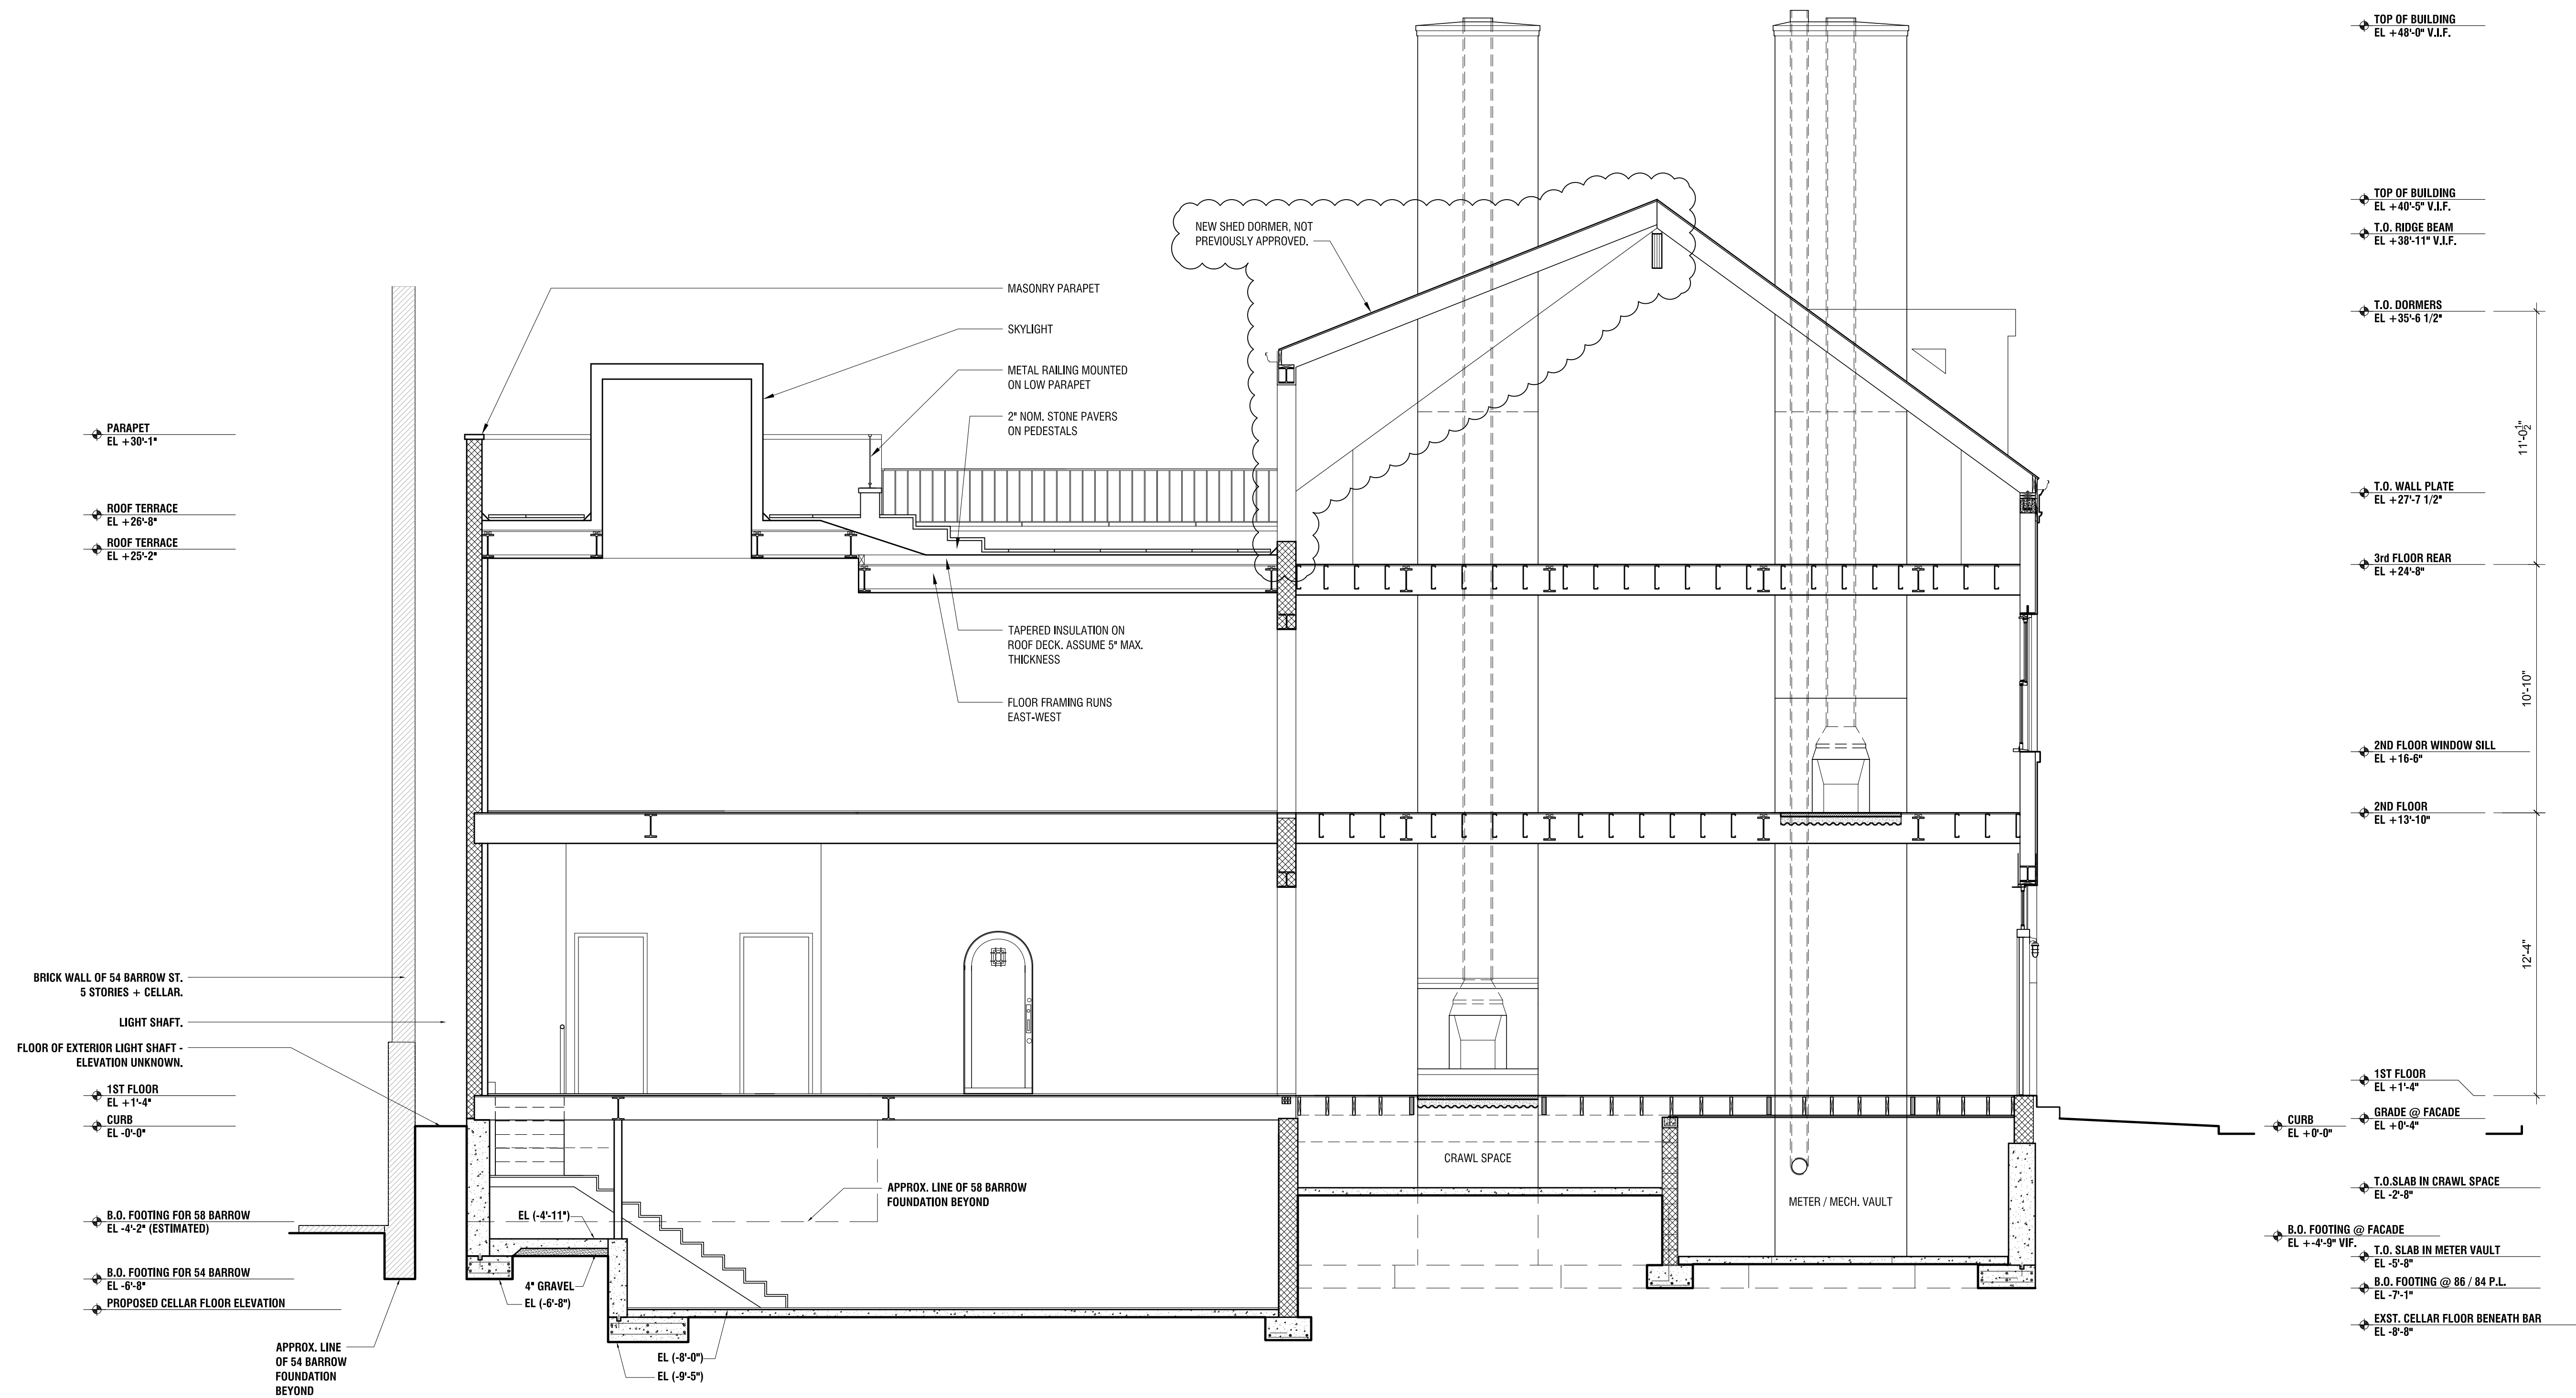 TOP OF BUILDING
EL +48'-0" V.I.F.
TOP OF BUILDING
EL +40'-5" V.I.F.
T.O. RIDGE BEAM
EL +38'-11" V.I.F.
T.O. DORMERS
EL +35'-6 1/2"
11'-0½"
T.O. WALL PLATE
EL +27'-7 1/2"
3rd FLOOR REAR
EL +24'-8"
10'-10"
2ND FLOOR WINDOW SILL
EL +16-6"
2ND FLOOR
EL +13'-10"
12'-4"
1ST FLOOR
EL +1'-4"
GRADE @ FACADE
EL +0'-4"
CURB
EL +0'-0"
T.O.SLAB IN CRAWL SPACE
EL -2'-8"
B.O. FOOTING @ FACADE
EL +-4'-9" VIF.
T.O. SLAB IN METER VAULT
EL -5'-8"
B.O. FOOTING @ 86 / 84 P.L.
EL -7'-1"
EXST. CELLAR FLOOR BENEATH BAR
EL -8'-8"
NEW SHED DORMER, NOT
PREVIOUSLY APPROVED.
MASONRY PARAPET
SKYLIGHT
METAL RAILING MOUNTED
ON LOW PARAPET
2" NOM. STONE PAVERS
ON PEDESTALS
TAPERED INSULATION ON
ROOF DECK. ASSUME 5" MAX.
THICKNESS
FLOOR FRAMING RUNS
EAST-WEST
CRAWL SPACE
METER / MECH. VAULT
APPROX. LINE OF 58 BARROW
FOUNDATION BEYOND
EL (-4'-11")
4" GRAVEL
EL (-6'-8")
EL (-8'-0")
EL (-9'-5")
PARAPET
EL +30'-1"
ROOF TERRACE
EL +26'-8"
ROOF TERRACE
EL +25'-2"
BRICK WALL OF 54 BARROW ST.
5 STORIES + CELLAR.
LIGHT SHAFT.
FLOOR OF EXTERIOR LIGHT SHAFT -
ELEVATION UNKNOWN.
1ST FLOOR
EL +1'-4"
CURB
EL -0'-0"
B.O. FOOTING FOR 58 BARROW
EL -4'-2" (ESTIMATED)
B.O. FOOTING FOR 54 BARROW
EL -6'-8"
PROPOSED CELLAR FLOOR ELEVATION
APPROX. LINE
OF 54 BARROW
FOUNDATION
BEYOND